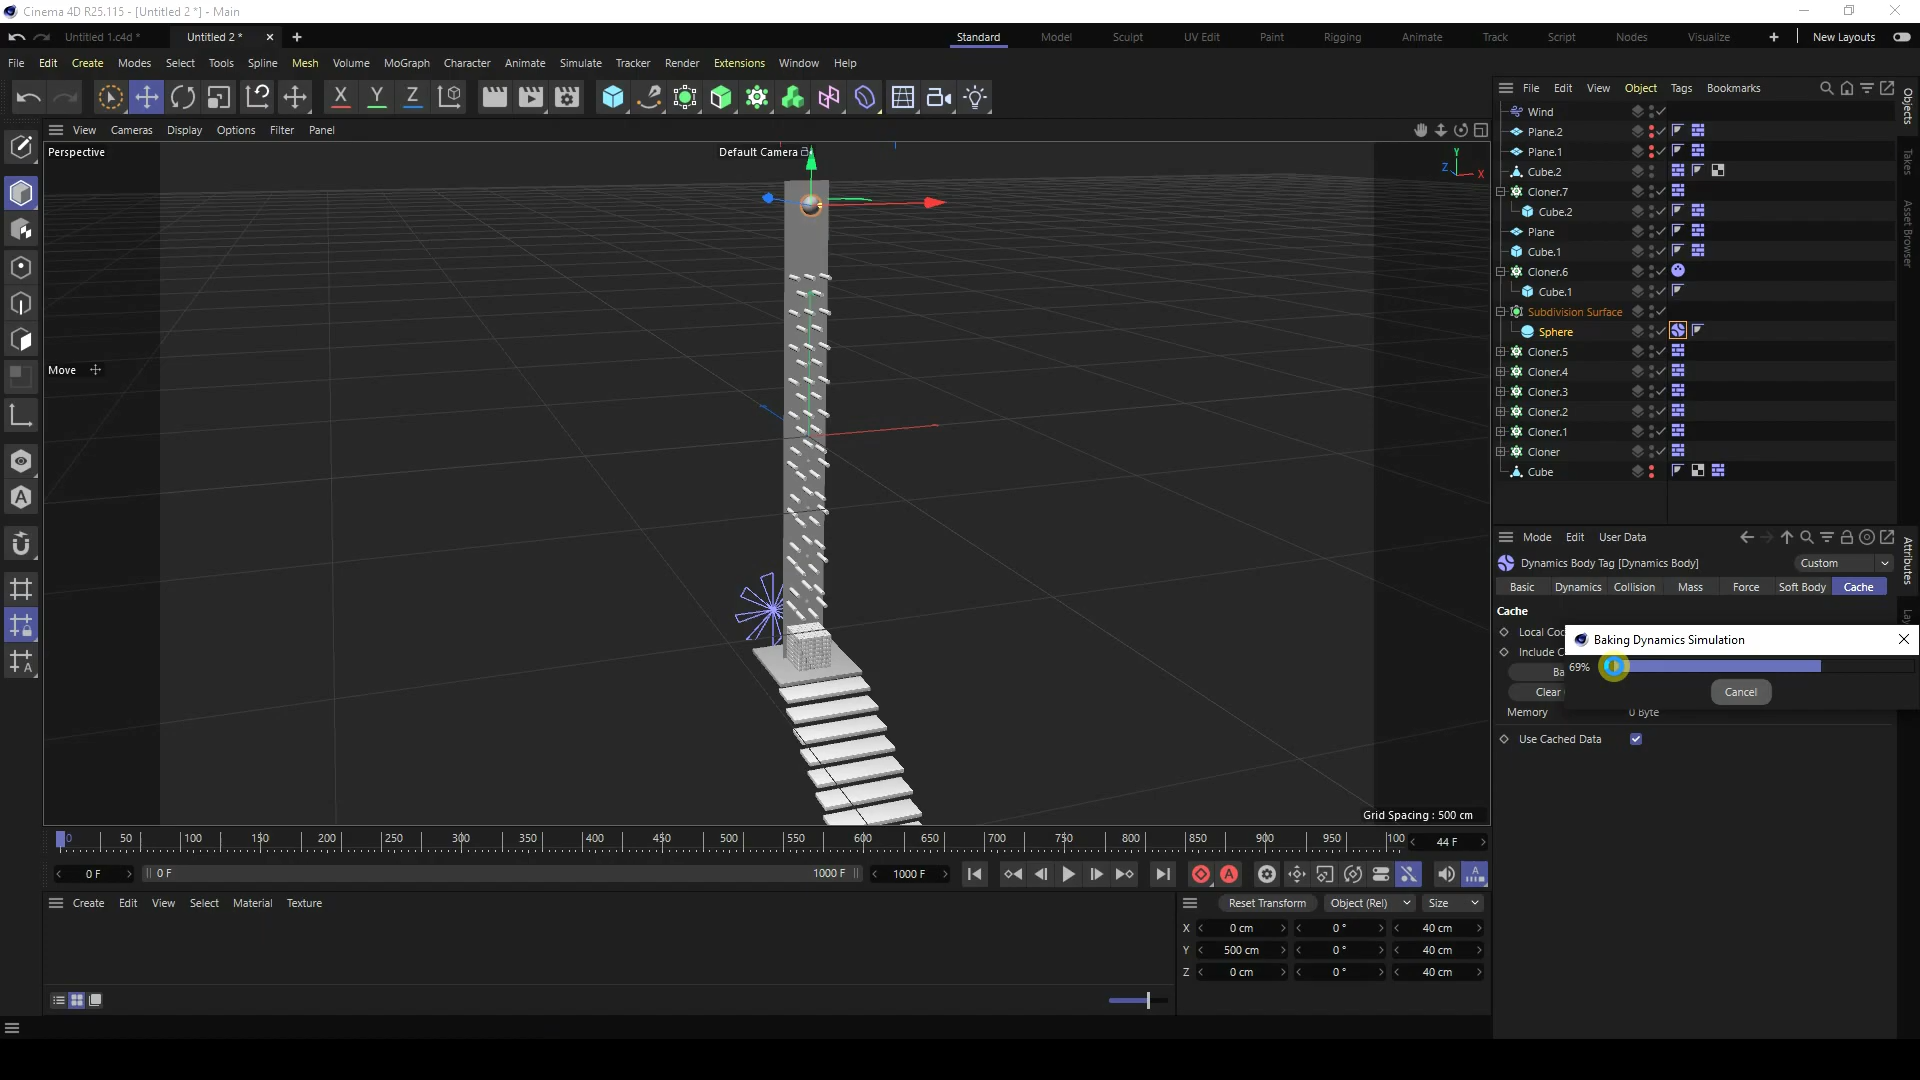 Cinema 4D R25.115 - [Untitled 2 *] - Main
Untitled 1.c4d *
Untitled 2 *
Standard Model Sculpt UV Edit Paint Rigging Animate Track Script Nodes Visualize New Layouts
File Edit Create Modes Select Tools Spline Mesh Volume MoGraph Character Animate Simulate Tracker Render Extensions Window Help
X Y Z
File Edit View Object Tags Bookmarks
View Cameras Display Options Filter Panel
Perspective
Default Camera
Y
Z
X
Move
Grid Spacing : 500 cm
Wind
Plane.2
Plane.1
Cube.2
Cloner.7
Cube.2
Plane
Cube.1
Cloner.6
Cube.1
Subdivision Surface
Sphere
Cloner.5
Cloner.4
Cloner.3
Cloner.2
Cloner.1
Cloner
Cube
Objects
Takes
Asset Browser
Attributes
Mode Edit User Data
Dynamics Body Tag [Dynamics Body]
Custom
Basic Dynamics Collision Mass Force Soft Body Cache
Cache
Local Coo
Include C
Ba
Clear
Baking Dynamics Simulation
69%
Cancel
Memory 0 Byte
Use Cached Data
0 50 100 150 200 250 300 350 400 450 500 550 600 650 700 750 800 850 900 950 100 44 F
0 F 0 F 1000 F 1000 F
Create Edit View Select Material Texture
Reset Transform Object (Rel) Size
X 0 cm 0 ° 40 cm
Y 500 cm 0 ° 40 cm
Z 0 cm 0 ° 40 cm